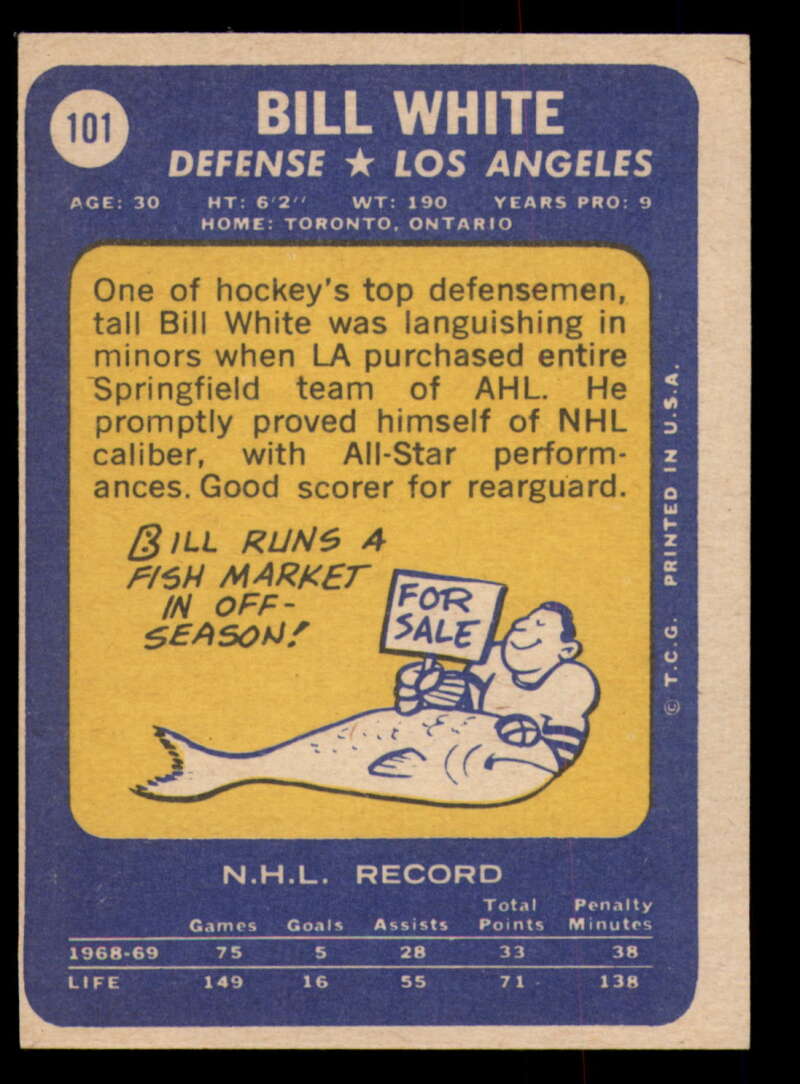 101
BILL WHITE
DEFENSE ★ LOS ANGELES
AGE: 30 HT: 6'2'' WT: 190 YEARS PRO: 9
HOME: TORONTO, ONTARIO
One of hockey's top defensemen,
tall Bill White was languishing in
minors when LA purchased entire
Springfield team of AHL. He
promptly proved himself of NHL
caliber, with All-Star perform-
ances. Good scorer for rearguard.
BILL RUNS A
FISH MARKET
IN OFF-
SEASON!
FOR
SALE
© T.C.G. PRINTED IN U.S.A.
N.H.L. RECORD
Games Goals Assists Total Points Penalty Minutes
1968-69 75 5 28 33 38
LIFE 149 16 55 71 138